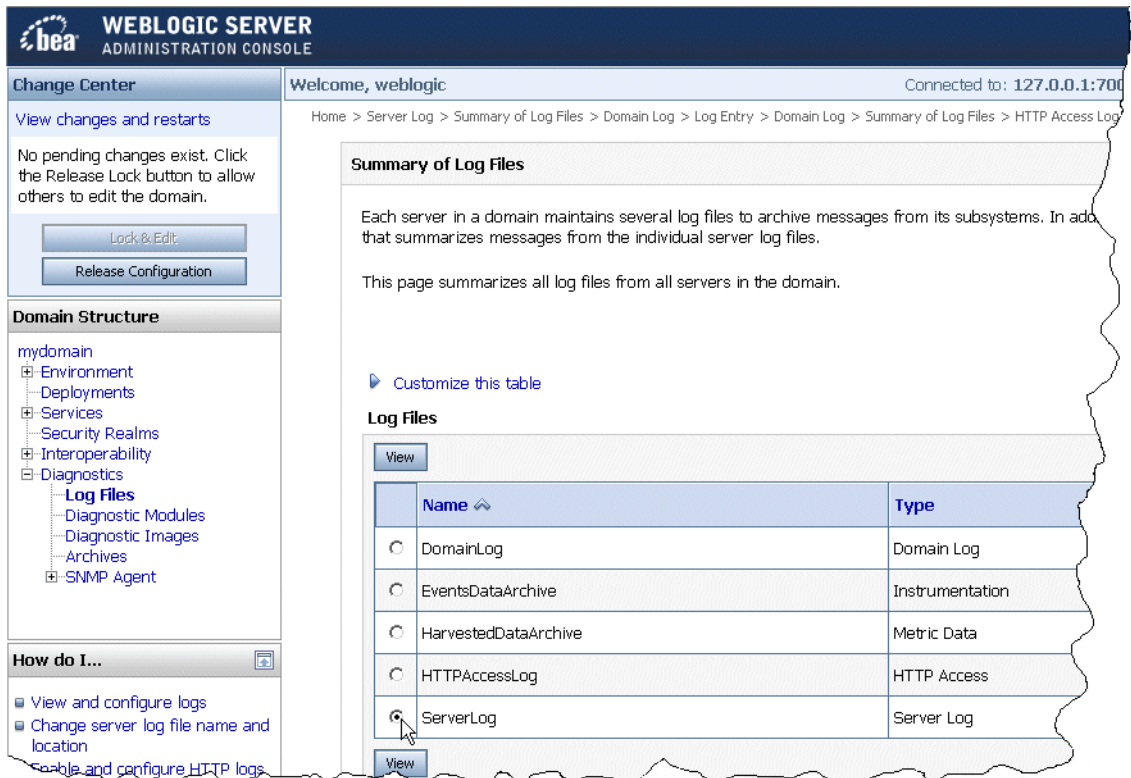 bea
WEBLOGIC SERVER
ADMINISTRATION CONSOLE
Change Center
View changes and restarts
No pending changes exist. Click
the Release Lock button to allow
others to edit the domain.
Lock & Edit
Release Configuration
Domain Structure
mydomain
Environment
Deployments
Services
Security Realms
Interoperability
Diagnostics
Log Files
Diagnostic Modules
Diagnostic Images
Archives
SNMP Agent
How do I...
View and configure logs
Change server log file name and
location
Enable and configure HTTP logs
Welcome, weblogic
Connected to: 127.0.0.1:700
Home > Server Log > Summary of Log Files > Domain Log > Log Entry > Domain Log > Summary of Log Files > HTTP Access Log
Summary of Log Files
Each server in a domain maintains several log files to archive messages from its subsystems. In add
that summarizes messages from the individual server log files.
This page summarizes all log files from all servers in the domain.
Customize this table
Log Files
View
Name Type
DomainLog Domain Log
EventsDataArchive Instrumentation
HarvestedDataArchive Metric Data
HTTPAccessLog HTTP Access
ServerLog Server Log
View